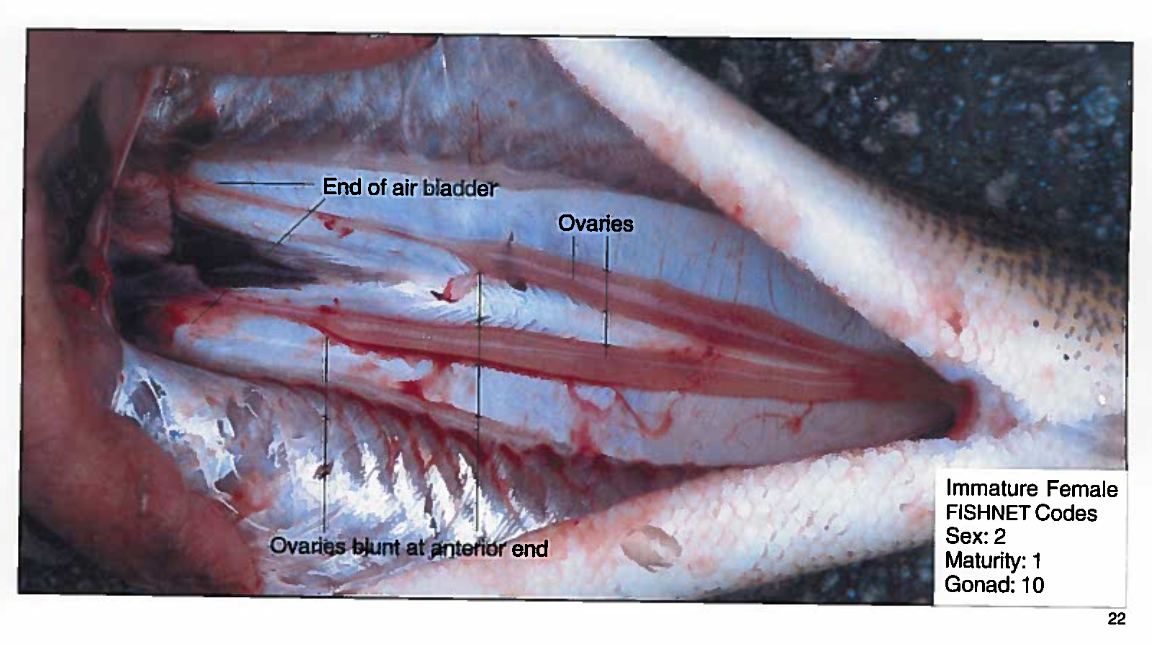 End of air bladder
Ovaries
Ovaries blunt at anterior end
Immature Female
FISHNET Codes
Sex: 2
Maturity: 1
Gonad: 10
22